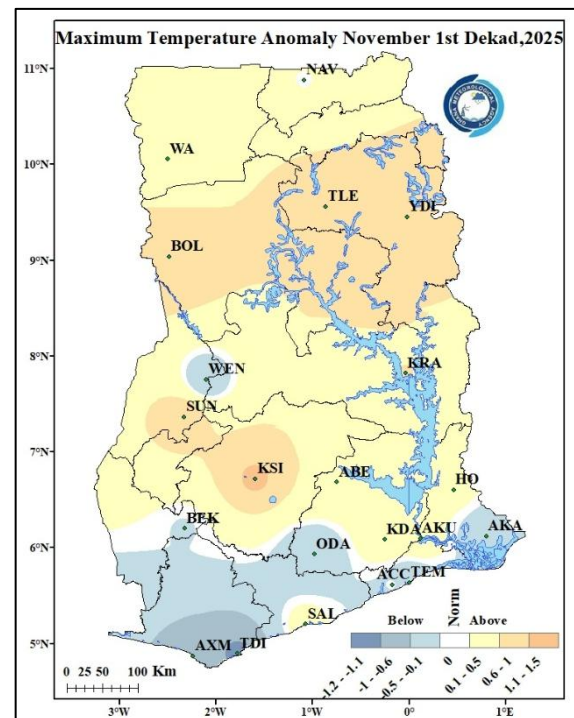 Maximum Temperature Anomaly November 1st Dekad,2025
11°N
NAV
WA
10°N
TLE
YDI
BOL
9°N
8°N
WEN
KRA
SUN
7°N
KSI
ABE
HO
BEK
KDA
AKU
AKA
6°N
ODA
ACC
TEM
SAL
Below
Norm
Above
5°N
AXM
TDI
0 25 50 100 Km
-1.2 - -1.1
-1 - -0.6
-0.5 - -0.1
0
0.1 - 0.5
0.6 - 1
1.1 - 1.5
3°W
2°W
1°W
0°
1°E